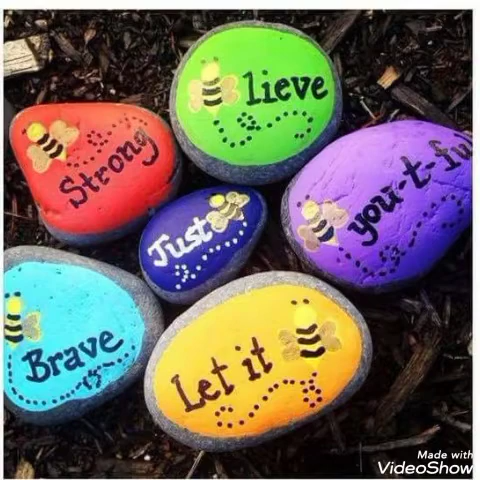 lieve
Strong
you-t-ful
Just
Brave
Let it
Made with
VideoShow